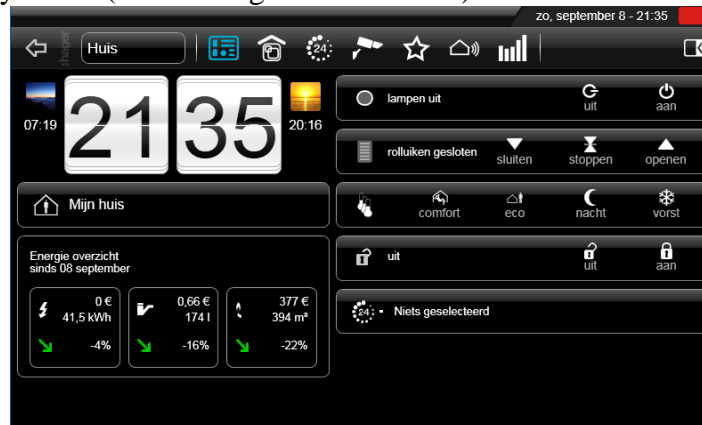 zo, september 8 - 21:35
:hager
Huis
24
07:19
21 35
20:16
Mijn huis
Energie overzicht
sinds 08 september
0 €
41,5 kWh
-4%
0,66 €
174 l
-16%
377 €
394 m³
-22%
lampen uit
uit
aan
rolluiken gesloten
sluiten
stoppen
openen
comfort
eco
nacht
vorst
uit
uit
aan
24
Niets geselecteerd